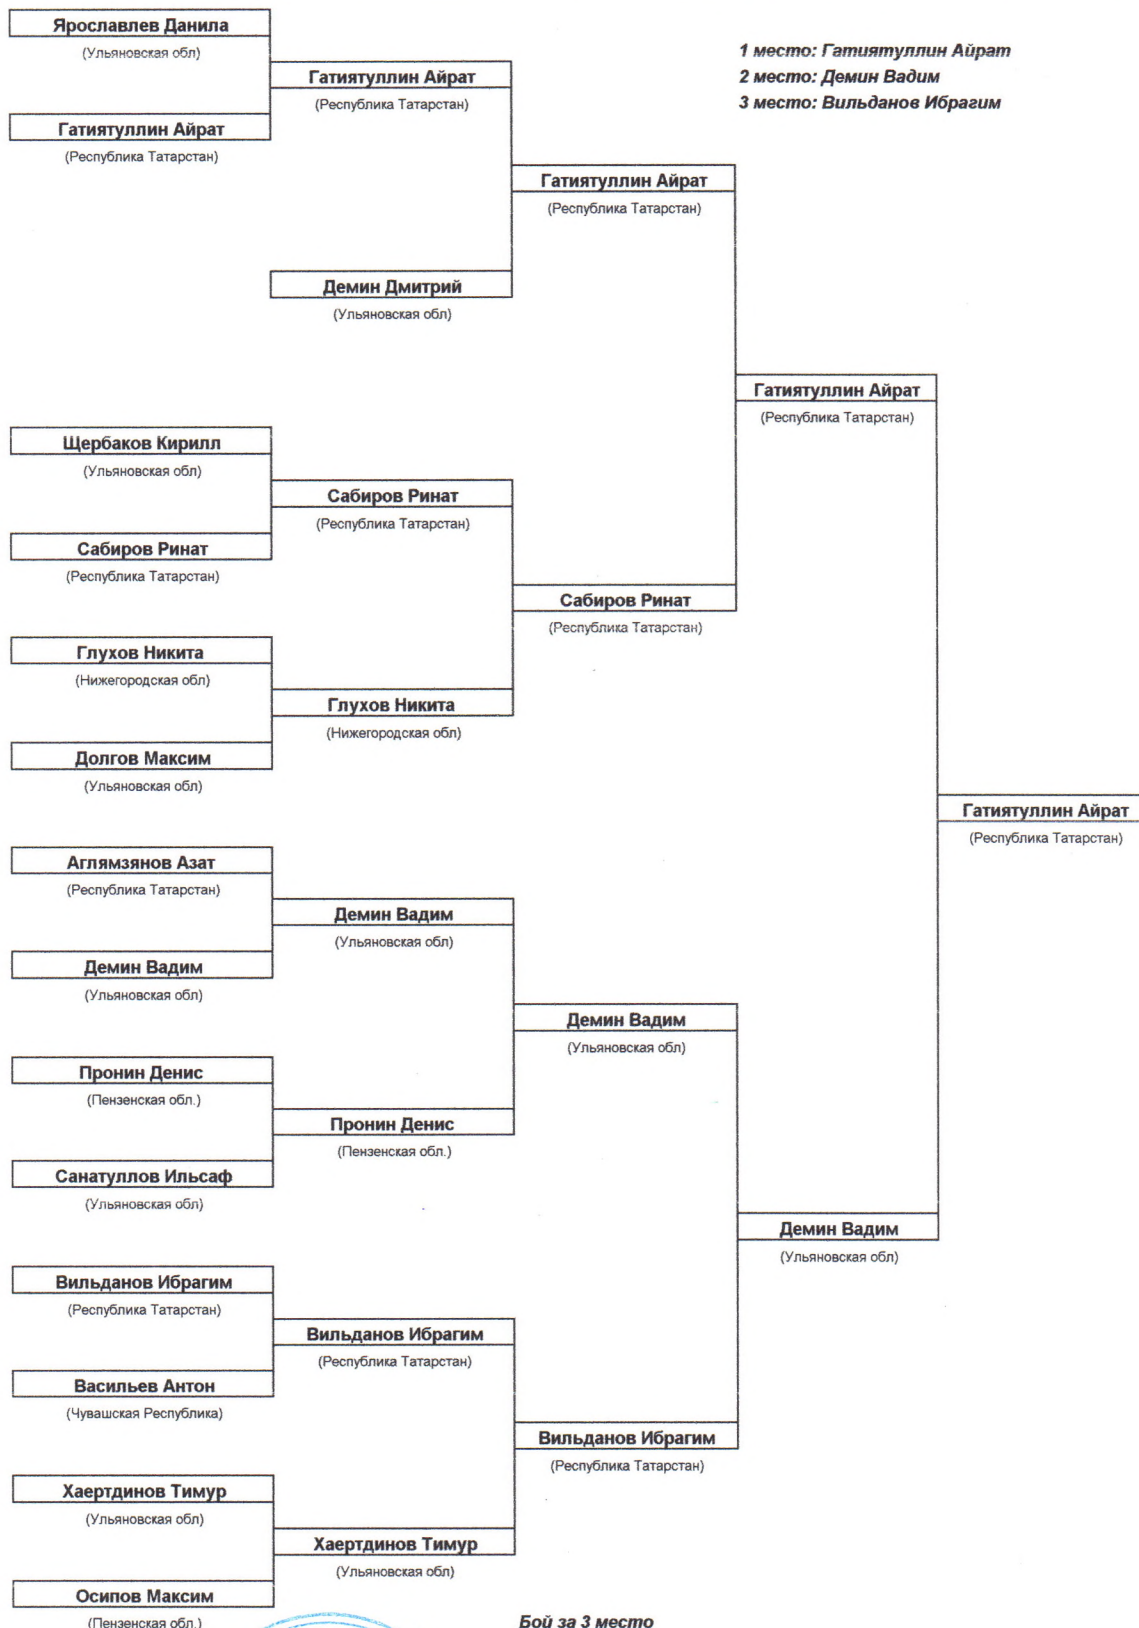 Ярославлев Данила
(Ульяновская обл)
Гатиятуллин Айрат
(Республика Татарстан)
Гатиятуллин Айрат
(Республика Татарстан)
Демин Дмитрий
(Ульяновская обл)
Гатиятуллин Айрат
(Республика Татарстан)
1 место: Гатиятуллин Айрат
2 место: Демин Вадим
3 место: Вильданов Ибрагим
Щербаков Кирилл
(Ульяновская обл)
Сабиров Ринат
(Республика Татарстан)
Сабиров Ринат
(Республика Татарстан)
Глухов Никита
(Нижегородская обл)
Долгов Максим
(Ульяновская обл)
Глухов Никита
(Нижегородская обл)
Сабиров Ринат
(Республика Татарстан)
Гатиятуллин Айрат
(Республика Татарстан)
Аглямзянов Азат
(Республика Татарстан)
Демин Вадим
(Ульяновская обл)
Демин Вадим
(Ульяновская обл)
Пронин Денис
(Пензенская обл.)
Санатуллов Ильсаф
(Ульяновская обл)
Пронин Денис
(Пензенская обл.)
Демин Вадим
(Ульяновская обл)
Вильданов Ибрагим
(Республика Татарстан)
Васильев Антон
(Чувашская Республика)
Вильданов Ибрагим
(Республика Татарстан)
Хаертдинов Тимур
(Ульяновская обл)
Осипов Максим
(Пензенская обл.)
Хаертдинов Тимур
(Ульяновская обл)
Вильданов Ибрагим
(Республика Татарстан)
Демин Вадим
(Ульяновская обл)
Гатиятуллин Айрат
(Республика Татарстан)
Бой за 3 место